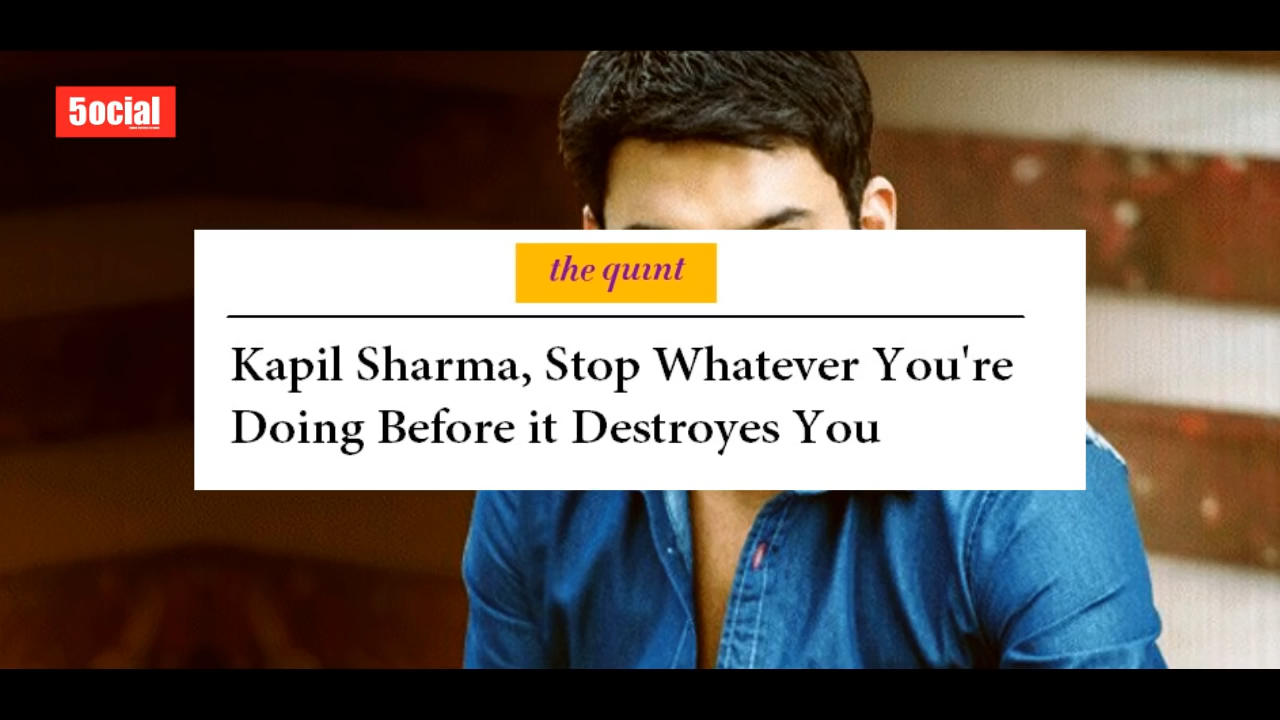 5ocial
the quint
Kapil Sharma, Stop Whatever You're
Doing Before it Destroyes You